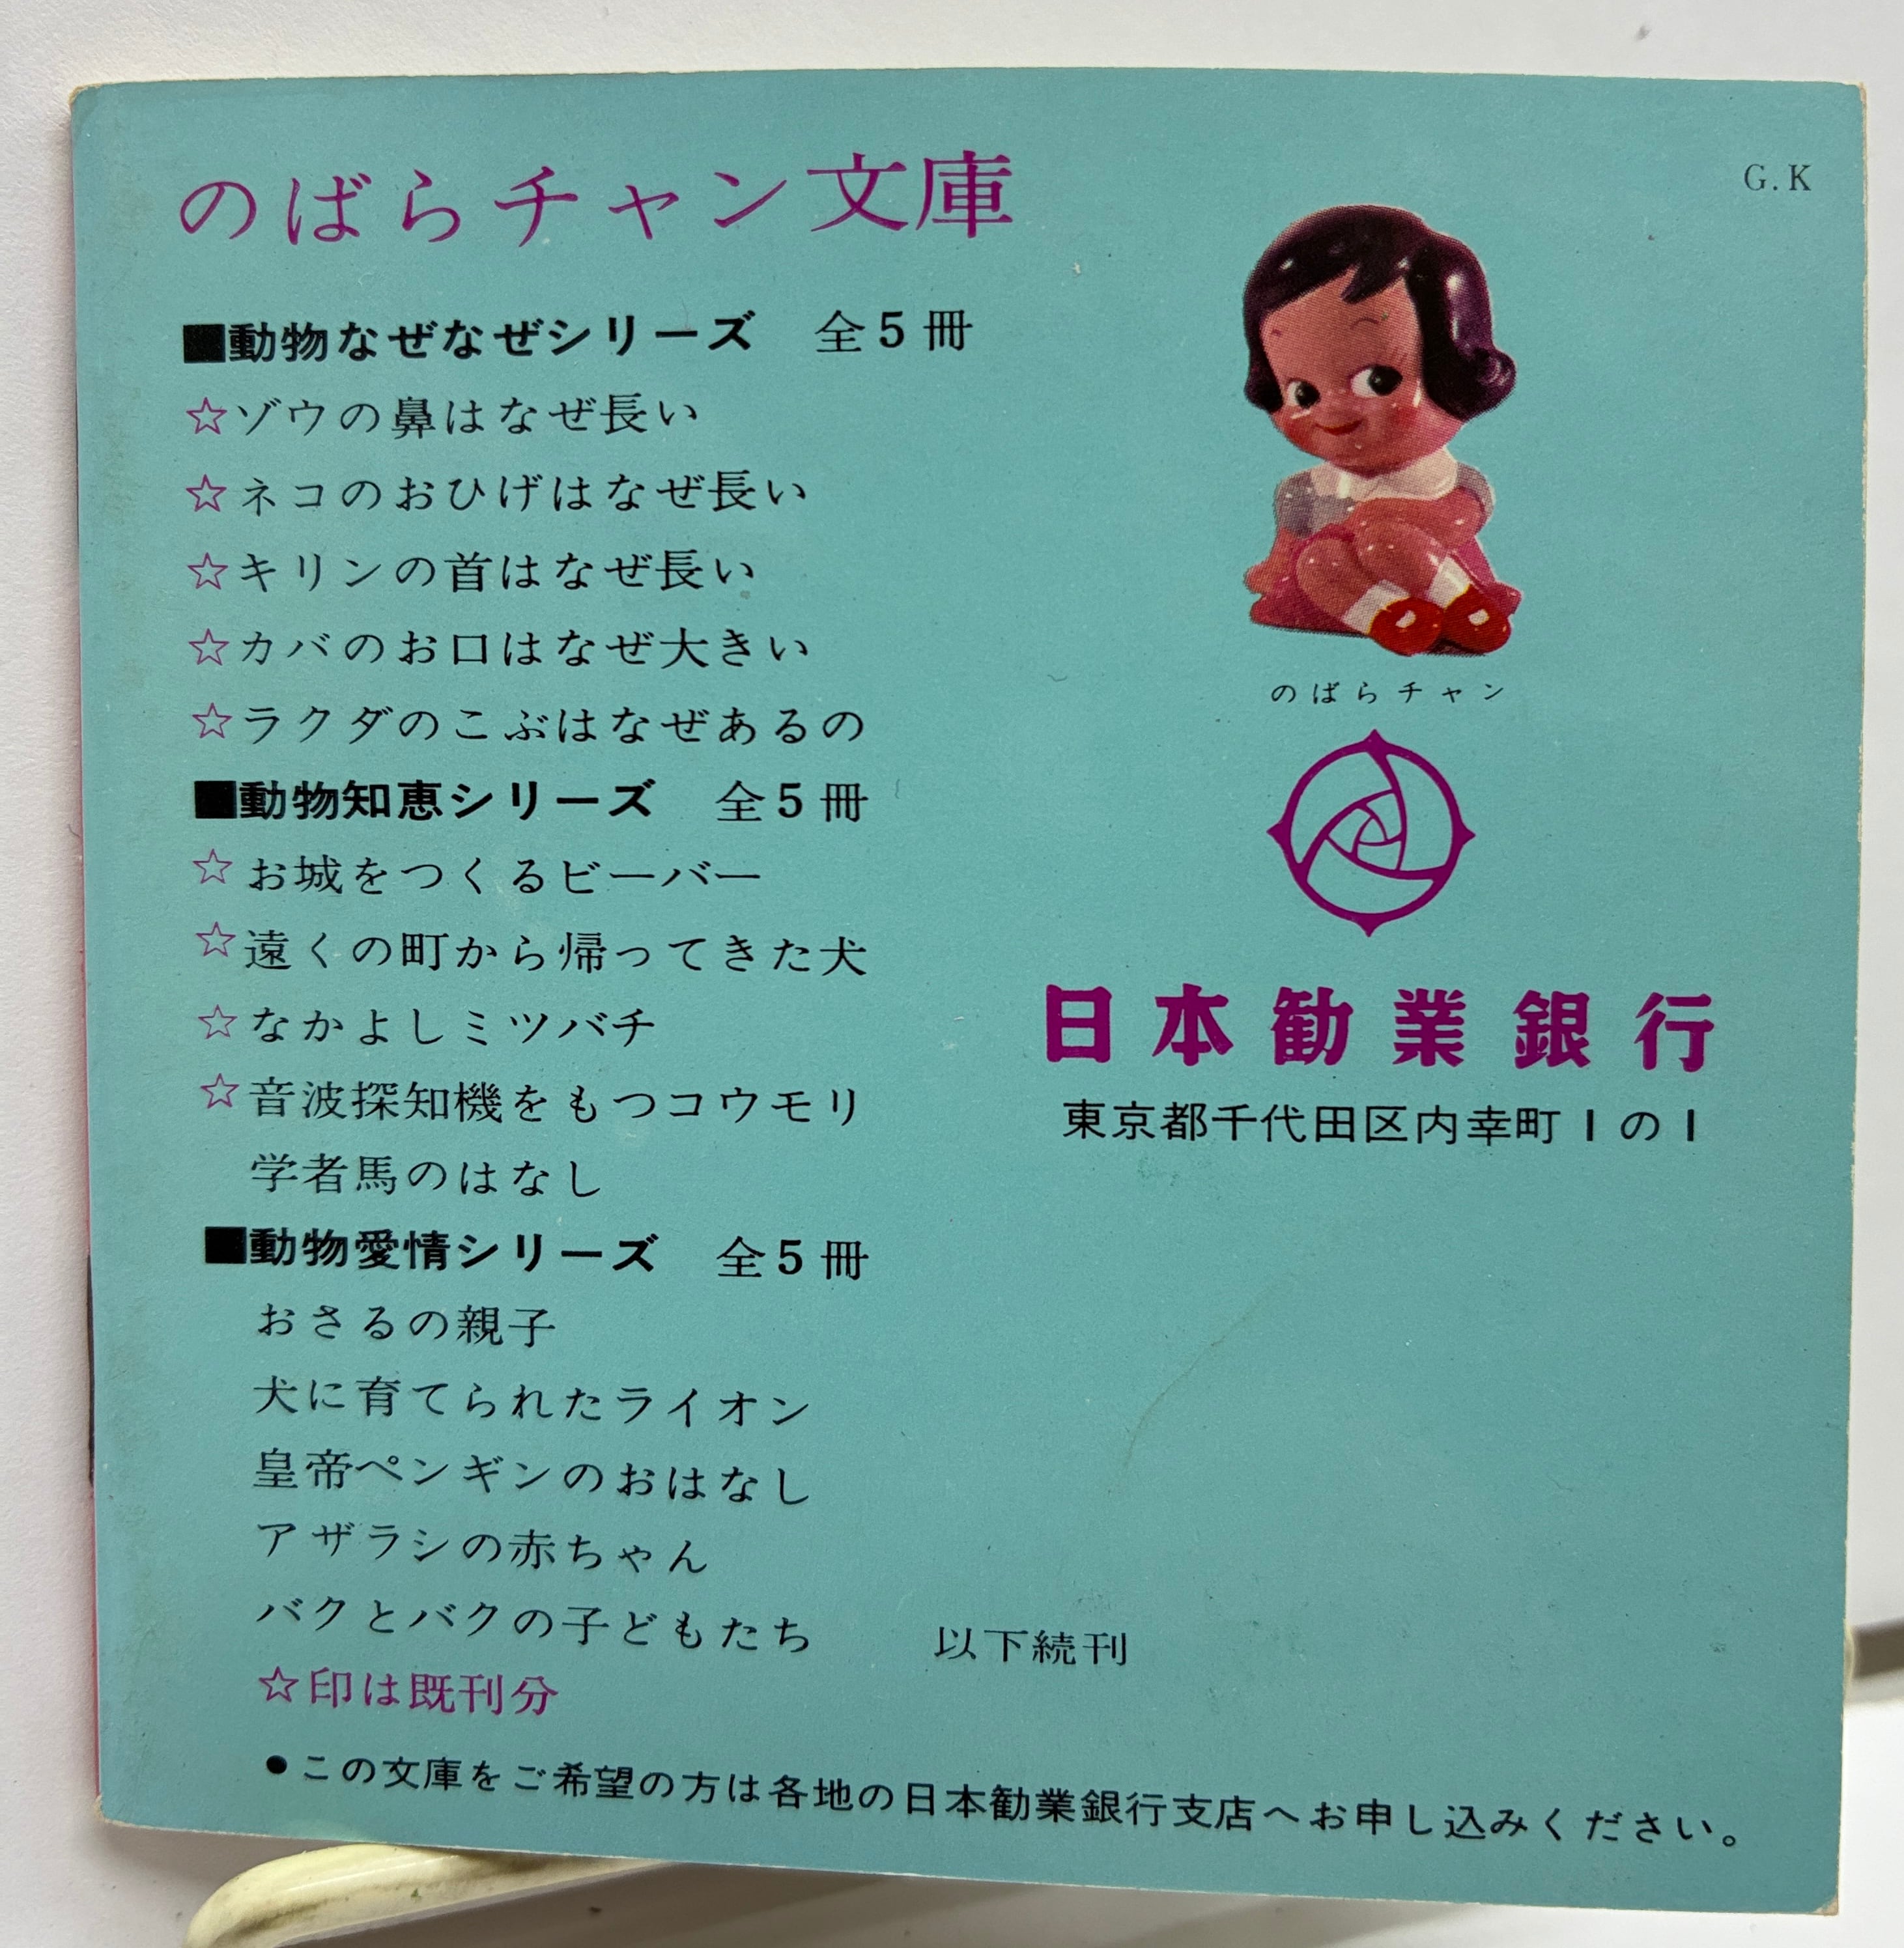 のばらチャン文庫
G.K
■動物なぜなぜシリーズ　全5冊
☆ゾウの鼻はなぜ長い
☆ネコのおひげはなぜ長い
☆キリンの首はなぜ長い
☆カバのお口はなぜ大きい
☆ラクダのこぶはなぜあるの
■動物知恵シリーズ　全5冊
☆お城をつくるビーバー
☆遠くの町から帰ってきた犬
☆なかよしミツバチ
☆音波探知機をもつコウモリ
学者馬のはなし
■動物愛情シリーズ　全5冊
おさるの親子
犬に育てられたライオン
皇帝ペンギンのおはなし
アザラシの赤ちゃん
バクとバクの子どもたち　以下続刊
☆印は既刊分
●この文庫をご希望の方は各地の日本勧業銀行支店へお申し込みください。
のばらチャン
日本勧業銀行
東京都千代田区内幸町1の1